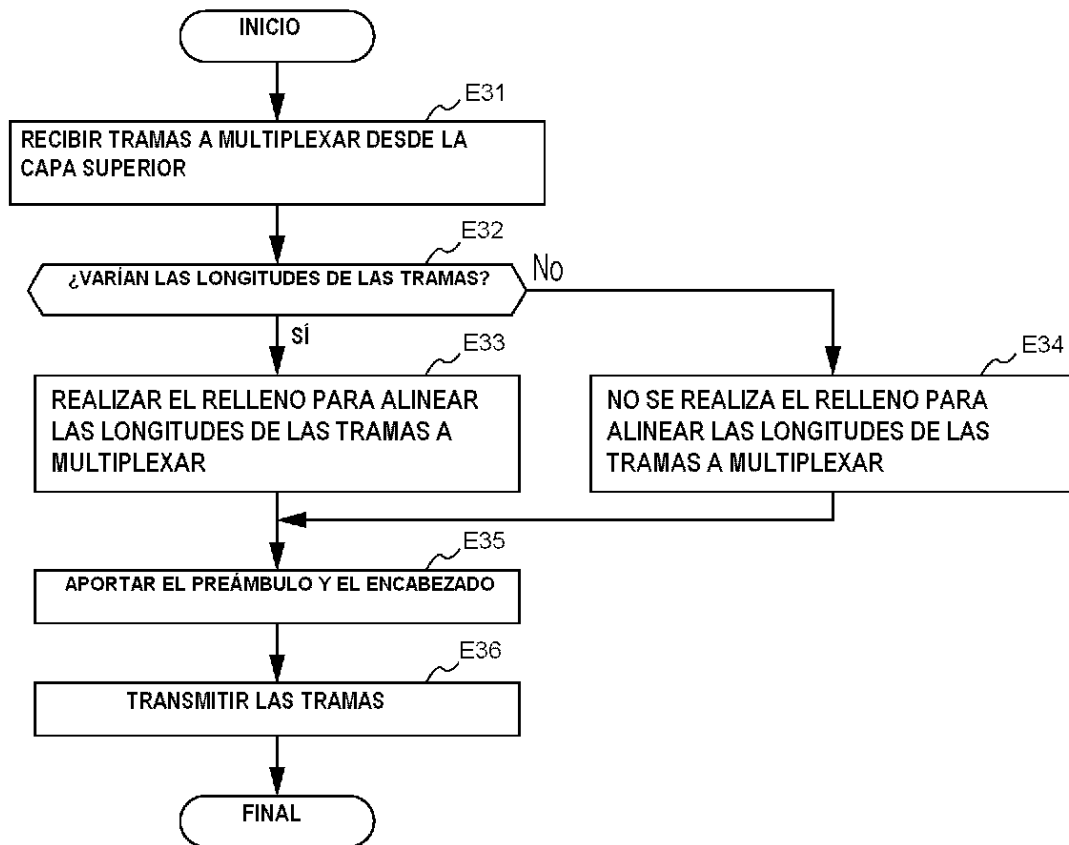 INICIO
E31
RECIBIR TRAMAS A MULTIPLEXAR DESDE LA
CAPA SUPERIOR
E32
¿VARÍAN LAS LONGITUDES DE LAS TRAMAS?
No
SÍ
E33
REALIZAR EL RELLENO PARA ALINEAR
LAS LONGITUDES DE LAS TRAMAS A
MULTIPLEXAR
E34
NO SE REALIZA EL RELLENO PARA
ALINEAR LAS LONGITUDES DE LAS
TRAMAS A MULTIPLEXAR
E35
APORTAR EL PREÁMBULO Y EL ENCABEZADO
E36
TRANSMITIR LAS TRAMAS
FINAL